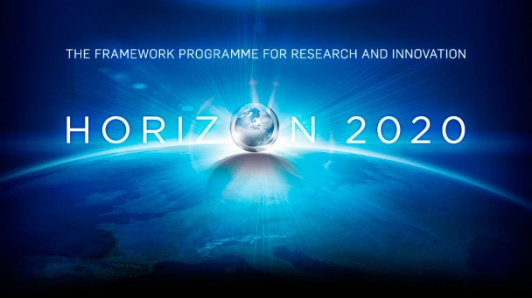 THE FRAMEWORK PROGRAMME FOR RESEARCH AND INNOVATION
HORIZON 2020